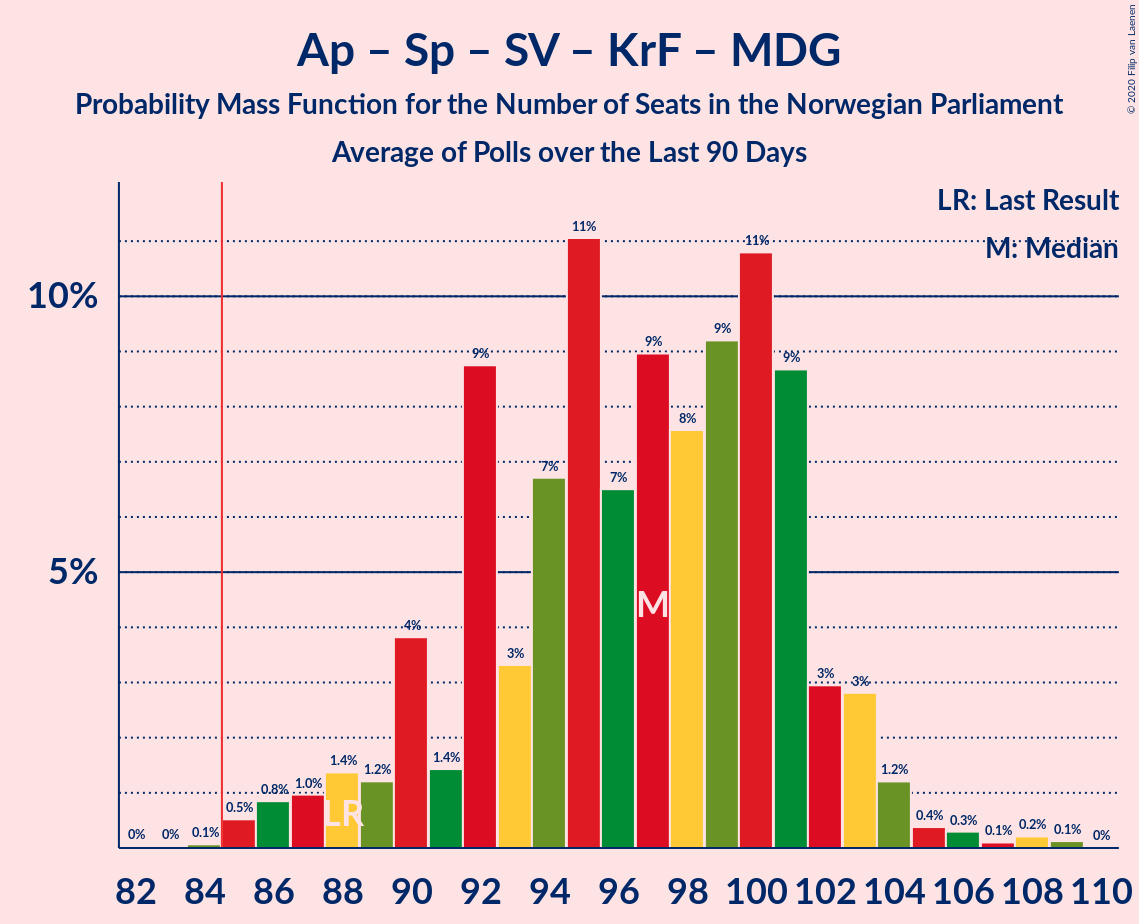 Ap – Sp – SV – KrF – MDG
Probability Mass Function for the Number of Seats in the Norwegian Parliament
Average of Polls over the Last 90 Days
© 2020 Filip van Laenen
LR: Last Result
M: Median
10%
5%
0% 0% 0.1% 0.5% 0.8% 1.0% 1.4% 1.2% 4% 1.4% 9% 3% 7% 11% 7% 9% 8% 9% 11% 9% 3% 3% 1.2% 0.4% 0.3% 0.1% 0.2% 0.1% 0%
M
LR
82 84 86 88 90 92 94 96 98 100 102 104 106 108 110